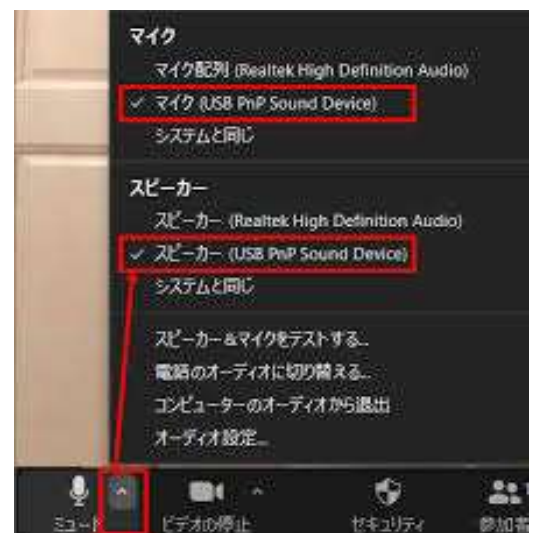 マイク
マイク配列 (Realtek High Definition Audio)
✓ マイク (USB PnP Sound Device)
システムと同じ
スピーカー
スピーカー (Realtek High Definition Audio)
✓ スピーカー (USB PnP Sound Device)
システムと同じ
スピーカー&マイクをテストする...
電話のオーディオに切り替える...
コンピューターのオーディオから退出
オーディオ設定...
ミュート ビデオの停止 セキュリティ 参加者